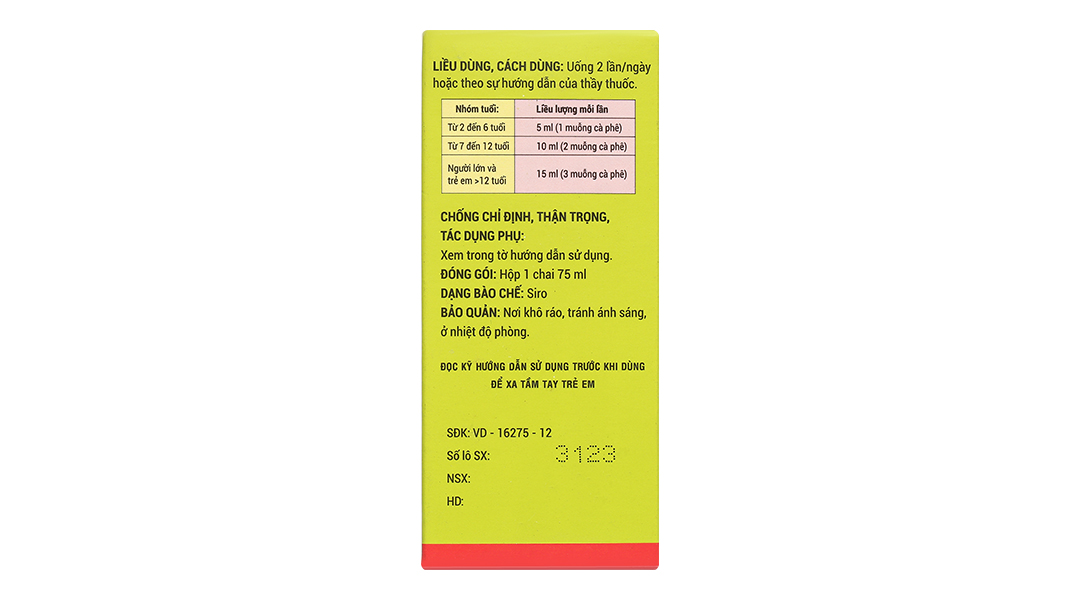 LIỀU DÙNG, CÁCH DÙNG: Uống 2 lần/ngày
hoặc theo sự hướng dẫn của thầy thuốc.
Nhóm tuổi: Liều lượng mỗi lần
Từ 2 đến 6 tuổi 5 ml (1 muỗng cà phê)
Từ 7 đến 12 tuổi 10 ml (2 muỗng cà phê)
Người lớn và
trẻ em >12 tuổi 15 ml (3 muỗng cà phê)
CHỐNG CHỈ ĐỊNH, THẬN TRỌNG,
TÁC DỤNG PHỤ:
Xem trong tờ hướng dẫn sử dụng.
ĐÓNG GÓI: Hộp 1 chai 75 ml
DẠNG BÀO CHẾ: Siro
BẢO QUẢN: Nơi khô ráo, tránh ánh sáng,
ở nhiệt độ phòng.
ĐỌC KỸ HƯỚNG DẪN SỬ DỤNG TRƯỚC KHI DÙNG
ĐỂ XA TẦM TAY TRẺ EM
SĐK: VD - 16275 - 12
Số lô SX: 3123
NSX:
HD: